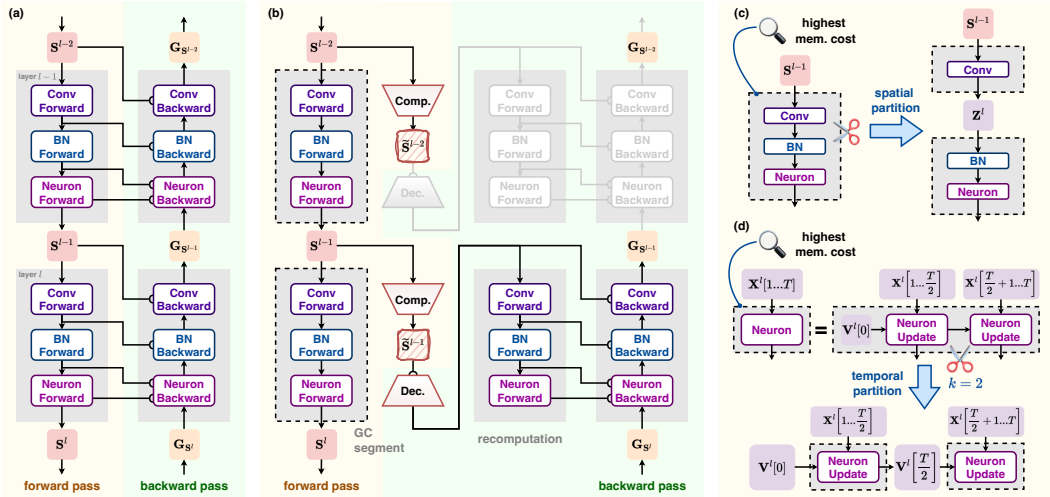 (a)
S^{l−2}
G_{S^{l−2}}
layer l − 1
Conv
Forward
Conv
Backward
BN
Forward
BN
Backward
Neuron
Forward
Neuron
Backward
S^{l−1}
G_{S^{l−1}}
layer l
Conv
Forward
Conv
Backward
BN
Forward
BN
Backward
Neuron
Forward
Neuron
Backward
S^l
G_{S^l}
forward pass
backward pass
(b)
S^{l−2}
G_{S^{l−2}}
Conv
Forward
Comp.
Conv
Forward
Conv
Backward
BN
Forward
S̃^{l−2}
BN
Forward
BN
Backward
Neuron
Forward
Dec.
Neuron
Forward
Neuron
Backward
S^{l−1}
G_{S^{l−1}}
Conv
Forward
Comp.
Conv
Forward
Conv
Backward
BN
Forward
S̃^{l−1}
BN
Forward
BN
Backward
Neuron
Forward
Dec.
Neuron
Forward
Neuron
Backward
GC
segment
recomputation
S^l
G_{S^l}
forward pass
backward pass
(c)
highest
mem. cost
S^{l−1}
Conv
BN
Neuron
spatial
partition
S^{l−1}
Conv
Z^l
BN
Neuron
(d)
highest
mem. cost
X^l[1...T]
X^l[1...T/2]
X^l[T/2 + 1...T]
Neuron
=
V^l[0]
Neuron
Update
Neuron
Update
temporal
partition
k = 2
X^l[1...T/2]
X^l[T/2 + 1...T]
V^l[0]
Neuron
Update
V^l[T/2]
Neuron
Update